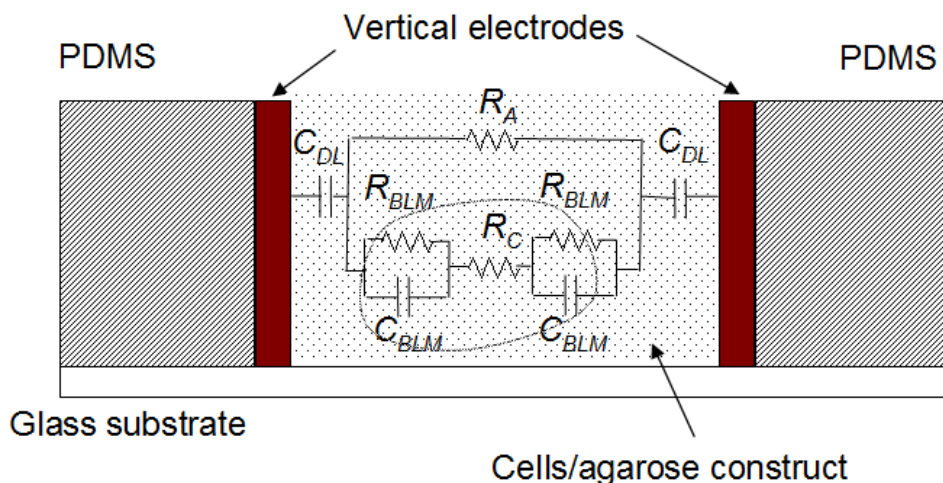 Vertical electrodes
PDMS
PDMS
R_A
C_DL
C_DL
R_BLM
R_BLM
R_C
C_BLM
C_BLM
Glass substrate
Cells/agarose construct